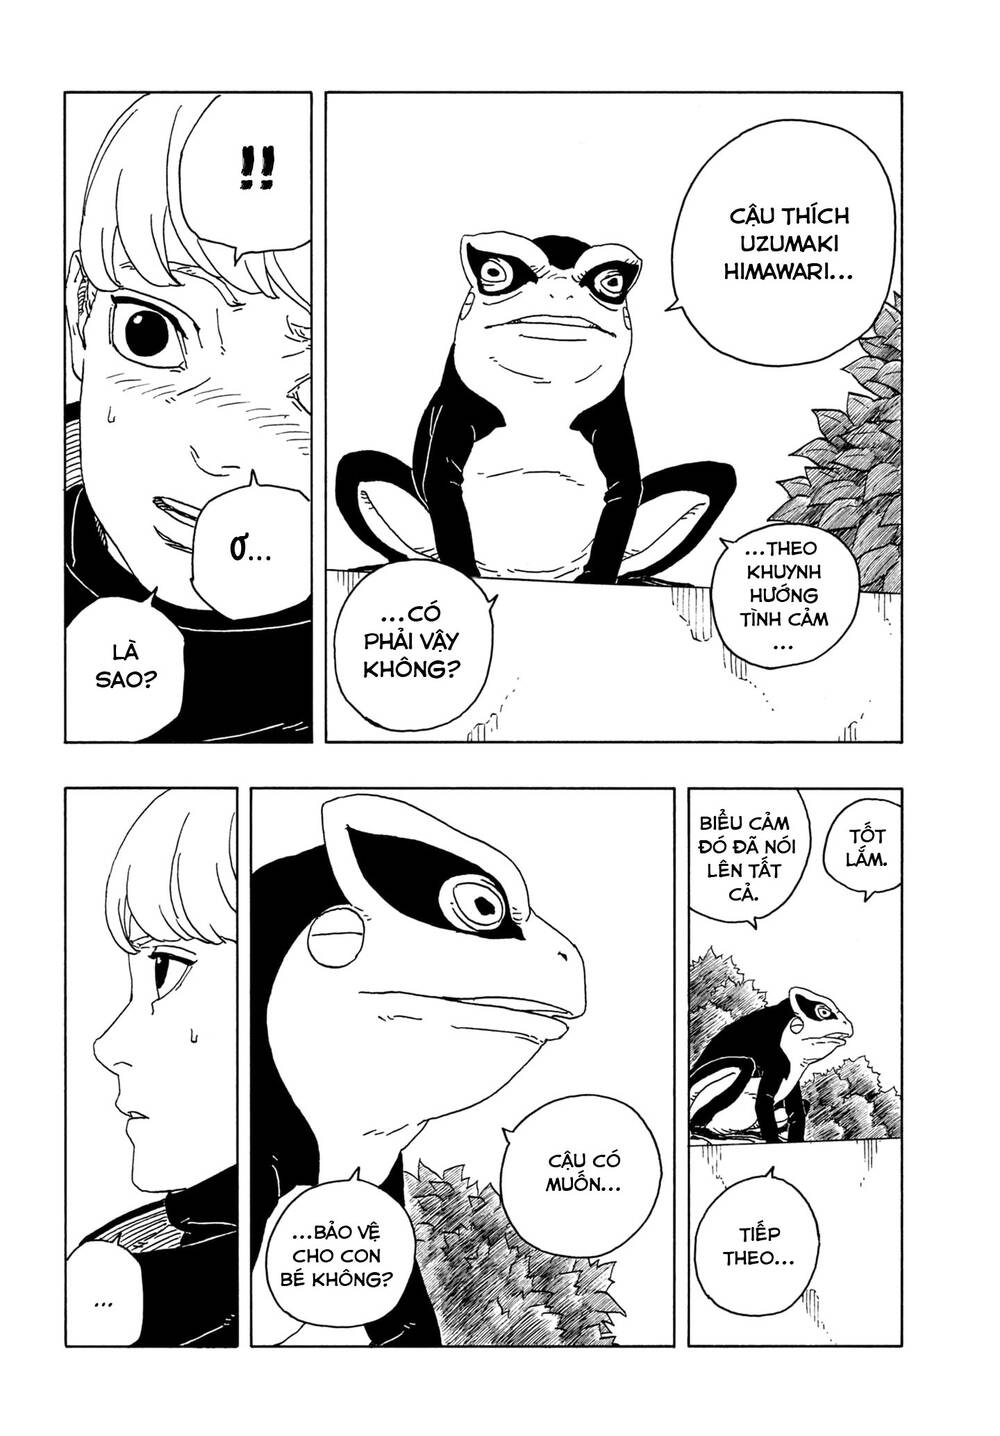 CẬU THÍCH
UZUMAKI
HIMAWARI...
...THEO
KHUYNH
HƯỚNG
TÌNH CẢM
...
...CÓ
PHẢI VẬY
KHÔNG?
!!
Ơ...
LÀ
SAO?
TỐT
LẮM.
BIỂU CẢM
ĐÓ ĐÃ NÓI
LÊN TẤT
CẢ.
TIẾP
THEO...
CẬU CÓ
MUỐN...
...BẢO VỆ
CHO CON
BÉ KHÔNG?
...